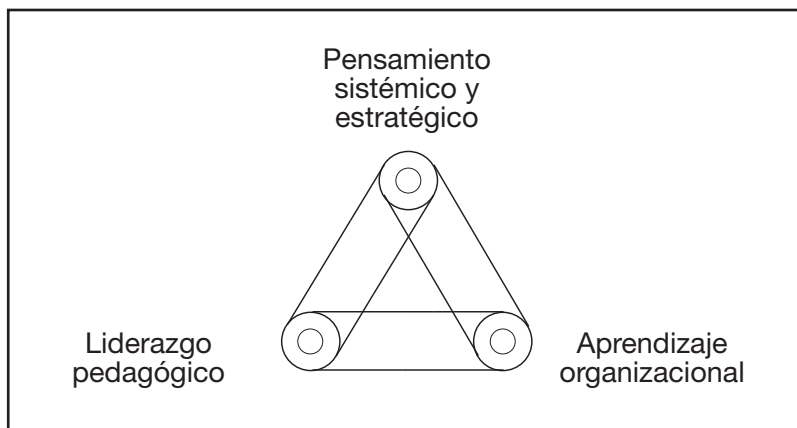 Pensamiento
sistémico y
estratégico
Liderazgo
pedagógico
Aprendizaje
organizacional